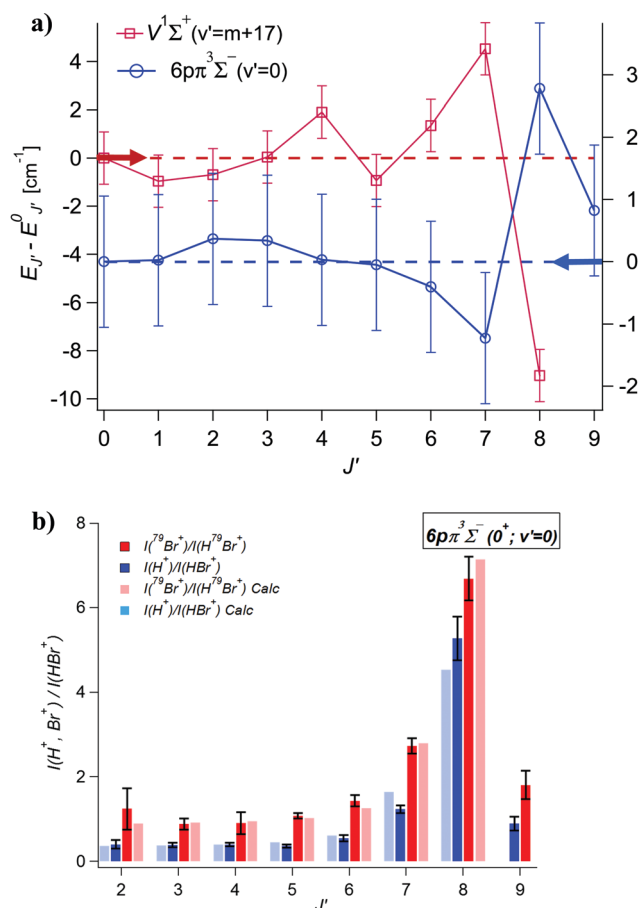 a)
V¹Σ⁺(v'=m+17)
6pπ³Σ⁻(v'=0)
4
2
0
-2
-4
-6
-8
-10
3
2
1
0
-1
-2
E_J' - E⁰_J' [cm⁻¹]
0 1 2 3 4 5 6 7 8 9
J'
b)
I(⁷⁹Br⁺)/I(H⁷⁹Br⁺)
I(H⁺)/I(HBr⁺)
I(⁷⁹Br⁺)/I(H⁷⁹Br⁺) Calc
I(H⁺)/I(HBr⁺) Calc
6pπ³Σ⁻(0⁺; v'=0)
8
6
4
2
0
I(H⁺, Br⁺) / I(HBr⁺)
2 3 4 5 6 7 8 9
J'